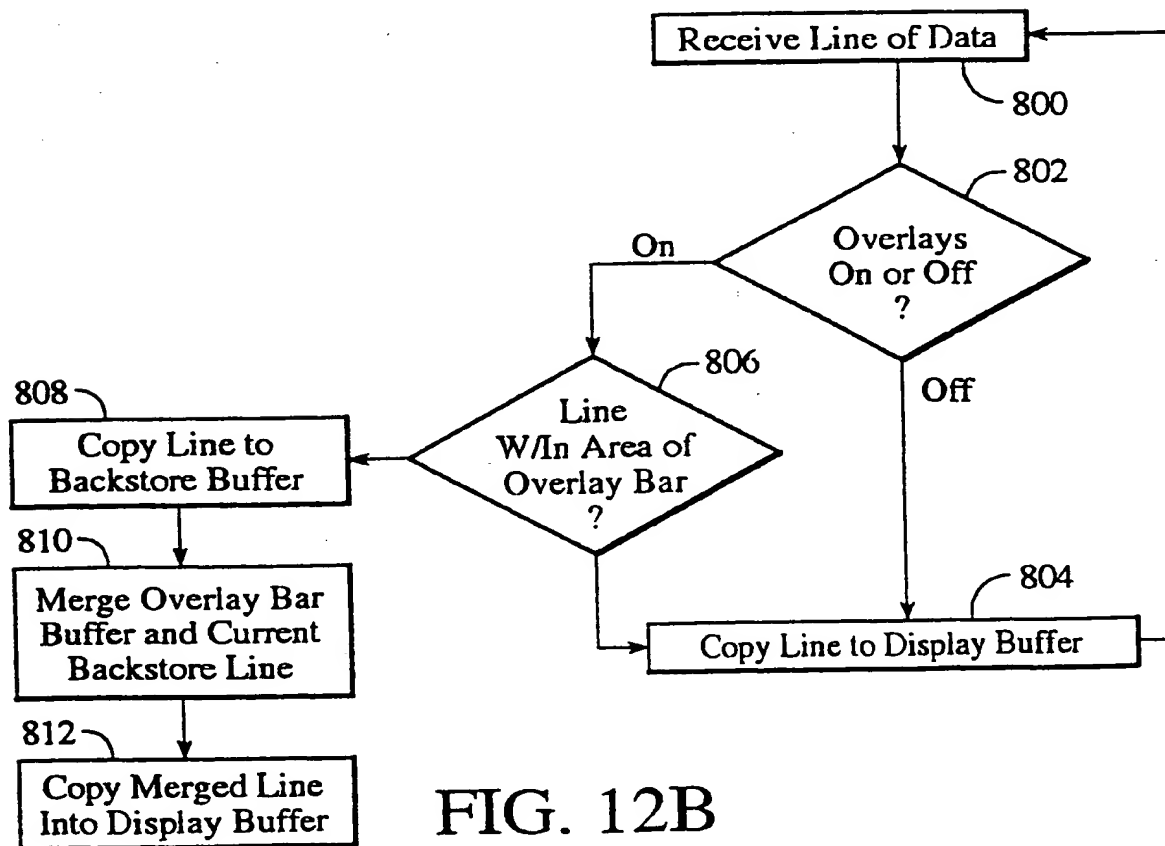 Receive Line of Data
800
802
Overlays
On or Off
?
On
Off
806
Line
W/In Area of
Overlay Bar
?
808
Copy Line to
Backstore Buffer
804
Copy Line to Display Buffer
810
Merge Overlay Bar
Buffer and Current
Backstore Line
812
Copy Merged Line
Into Display Buffer
FIG. 12B